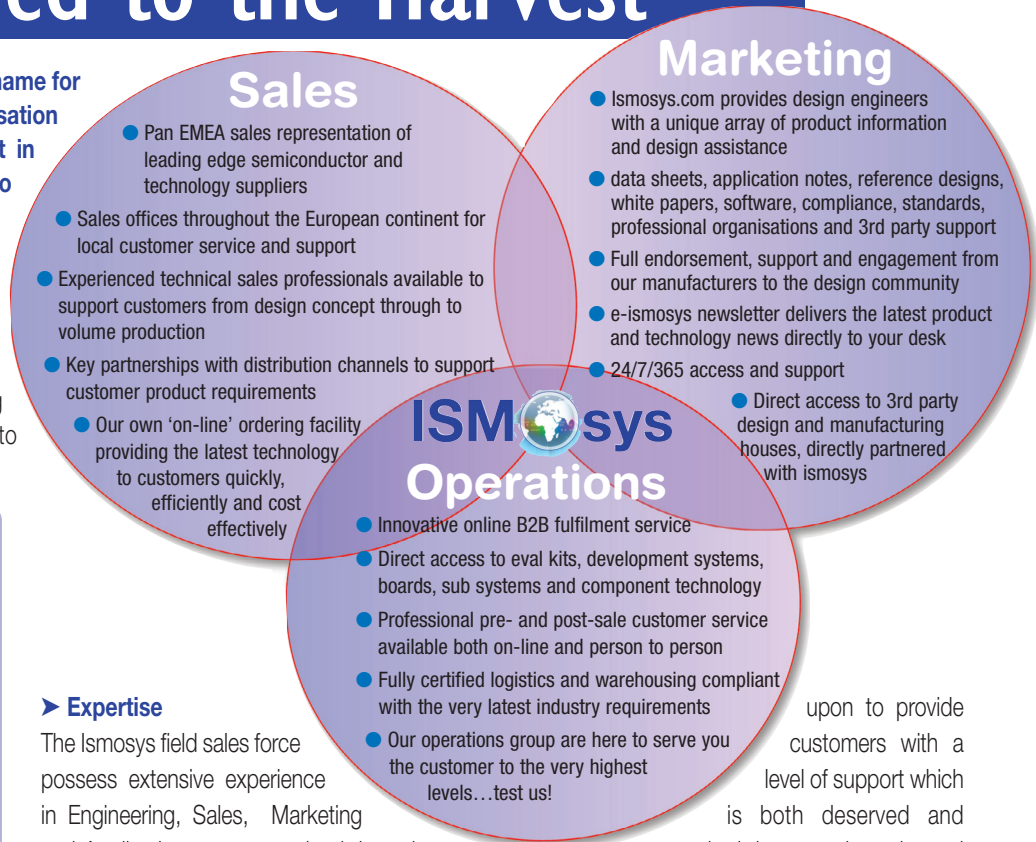 ed to the Harvest
name for
sation
t in
o
to
Sales
● Pan EMEA sales representation of
leading edge semiconductor and
technology suppliers
● Sales offices throughout the European continent for
local customer service and support
● Experienced technical sales professionals available to
support customers from design concept through to
volume production
● Key partnerships with distribution channels to support
customer product requirements
● Our own ‘on-line’ ordering facility
providing the latest technology
to customers quickly,
efficiently and cost
effectively
Marketing
● Ismosys.com provides design engineers
with a unique array of product information
and design assistance
● data sheets, application notes, reference designs,
white papers, software, compliance, standards,
professional organisations and 3rd party support
● Full endorsement, support and engagement from
our manufacturers to the design community
● e-ismosys newsletter delivers the latest product
and technology news directly to your desk
● 24/7/365 access and support
● Direct access to 3rd party
design and manufacturing
houses, directly partnered
with ismosys
ISMOsys
Operations
● Innovative online B2B fulfilment service
● Direct access to eval kits, development systems,
boards, sub systems and component technology
● Professional pre- and post-sale customer service
available both on-line and person to person
● Fully certified logistics and warehousing compliant
with the very latest industry requirements
● Our operations group are here to serve you
the customer to the very highest
levels…test us!
➤ Expertise
The Ismosys field sales force
possess extensive experience
in Engineering, Sales, Marketing
upon to provide
customers with a
level of support which
is both deserved and